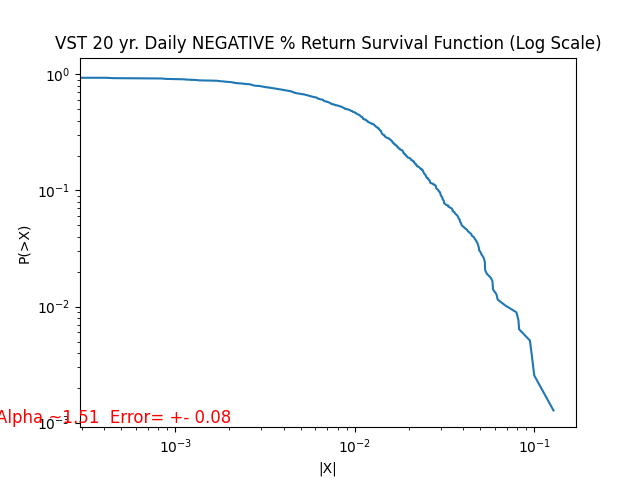 VST 20 yr. Daily NEGATIVE % Return Survival Function (Log Scale)
10⁰
10⁻¹
10⁻²
10⁻³
P(>X)
Alpha ~1.51  Error= +- 0.08
10⁻³ 10⁻² 10⁻¹
|X|